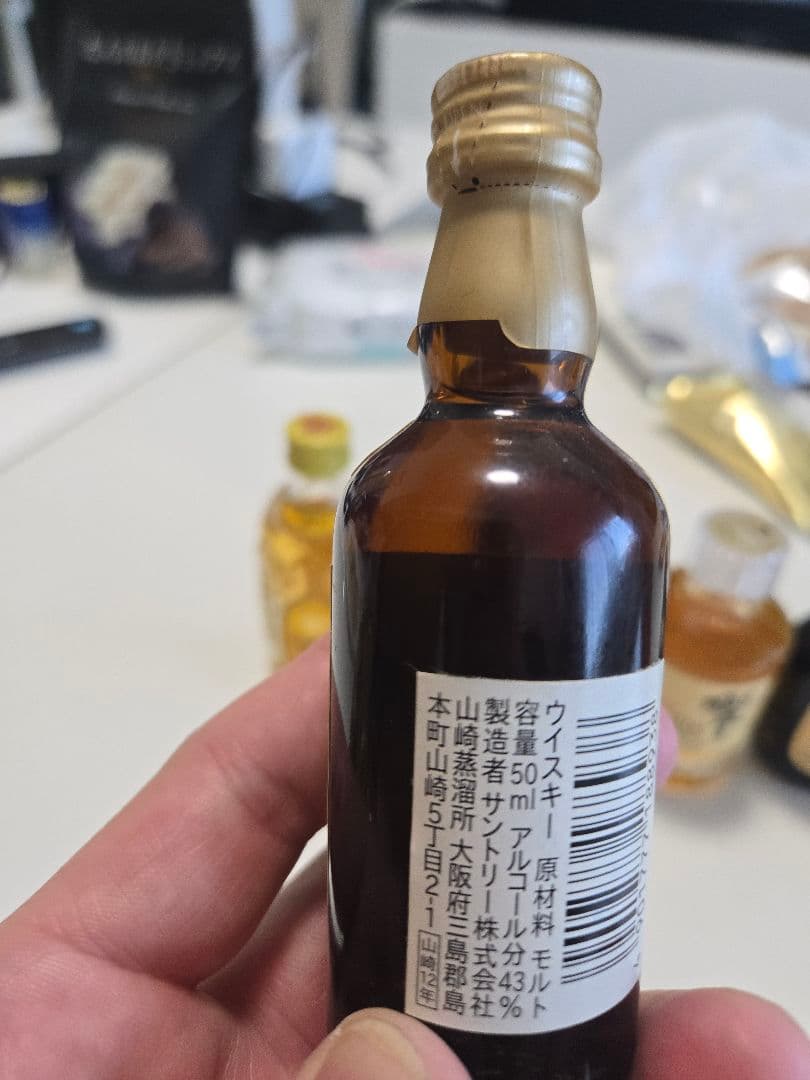 ウイスキー 原材料 モルト
容量50ml アルコール分43%
製造者 サントリー株式会社
山崎蒸溜所 大阪府三島郡島
本町山崎5丁目2-1 山崎12年
響